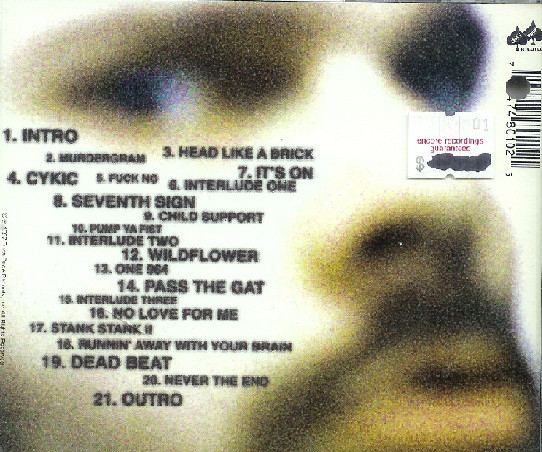 1. INTRO
2. MURDERGRAM
3. HEAD LIKE A BRICK
4. CYKIC
5. FUCK NO
7. IT'S ON
6. INTERLUDE ONE
8. SEVENTH SIGN
9. CHILD SUPPORT
10. PUMP YA FIST
11. INTERLUDE TWO
12. WILDFLOWER
13. ONE 964
14. PASS THE GAT
15. INTERLUDE THREE
16. NO LOVE FOR ME
17. STANK STANK II
18. RUNNIN' AWAY WITH YOUR BRAIN
19. DEAD BEAT
20. NEVER THE END
21. OUTRO
01
encore recordings
guaranteed
$